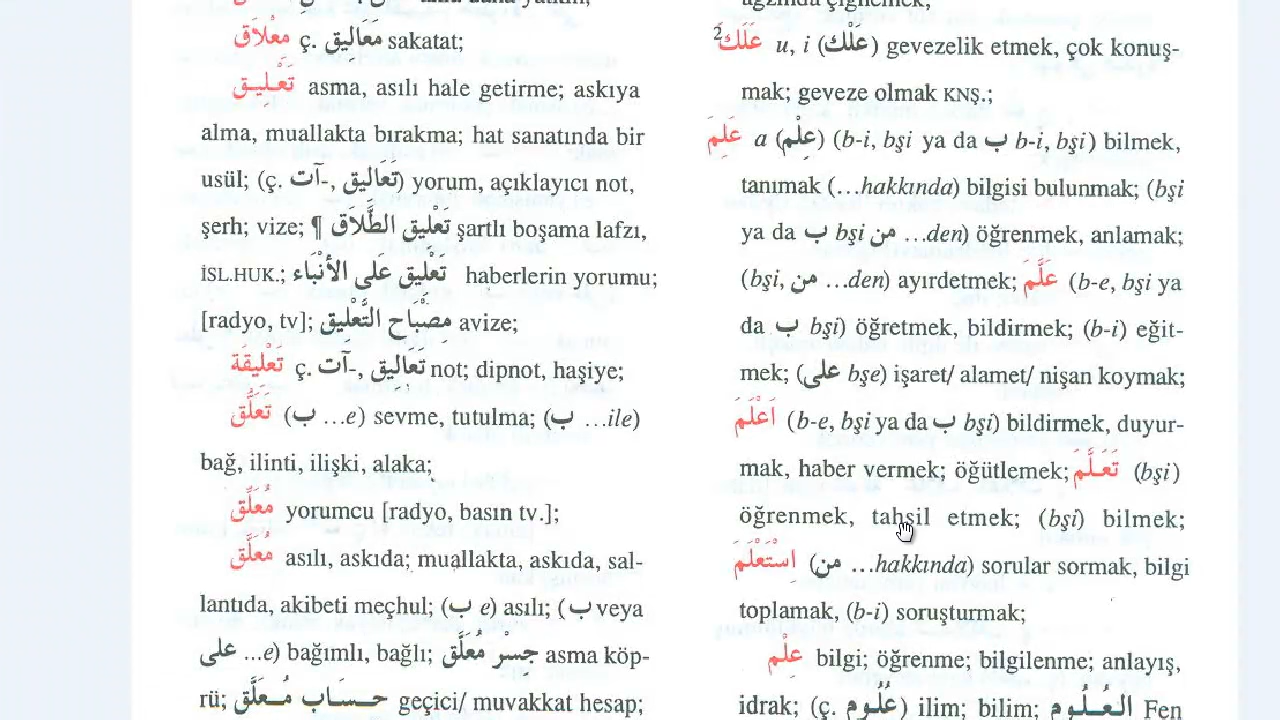 مِعْلَاق ç. مَعَالِيق sakatat;
تَعْلِيق asma, asılı hale getirme; askıya
alma, muallakta bırakma; hat sanatında bir
usül; (ç. تَعَالِيق ,-آت) yorum, açıklayıcı not,
şerh; vize; ¶ تَعْلِيق الطَّلَاق şartlı boşama lafzı,
İSL.HUK.; تَعْلِيق عَلَى الأَنْبَاء haberlerin yorumu;
[radyo, tv]; مِصْبَاح التَّعْلِيق avize;
تَعْلِيقَة ç. تَعَالِيق ,-آت not; dipnot, haşiye;
تَعَلُّق (ب ...e) sevme, tutulma; (ب ...ile)
bağ, ilinti, ilişki, alaka;
مُعَلِّق yorumcu [radyo, basın tv.];
مُعَلَّق asılı, askıda; muallakta, askıda, sal-
lantıda, akibeti meçhul; (ب e) asılı; (ب veya
على ...e) bağımlı, bağlı; جِسْر مُعَلَّق asma köp-
rü; حساب مُعَلَّق geçici/ muvakkat hesap;
عَلَكَ2 u, i (عَلْك) gevezelik etmek, çok konuş-
mak; geveze olmak KNŞ.;
عَلِمَ a (عِلْم) (b-i, bşi ya da ب b-i, bşi) bilmek,
tanımak (...hakkında) bilgisi bulunmak; (bşi
ya da ب bşi من ...den) öğrenmek, anlamak;
(bşi, من ...den) ayırdetmek; عَلَّمَ (b-e, bşi ya
da ب bşi) öğretmek, bildirmek; (b-i) eğit-
mek; (على bşe) işaret/ alamet/ nişan koymak;
اَعْلَمَ (b-e, bşi ya da ب bşi) bildirmek, duyur-
mak, haber vermek; öğütlemek; تَعَلَّمَ (bşi)
öğrenmek, tahsil etmek; (bşi) bilmek;
اِسْتَعْلَمَ (من ...hakkında) sorular sormak, bilgi
toplamak, (b-i) soruşturmak;
عِلْم bilgi; öğrenme; bilgilenme; anlayış,
idrak; (ç. عُلُوم) ilim; bilim; العُلُوم Fen